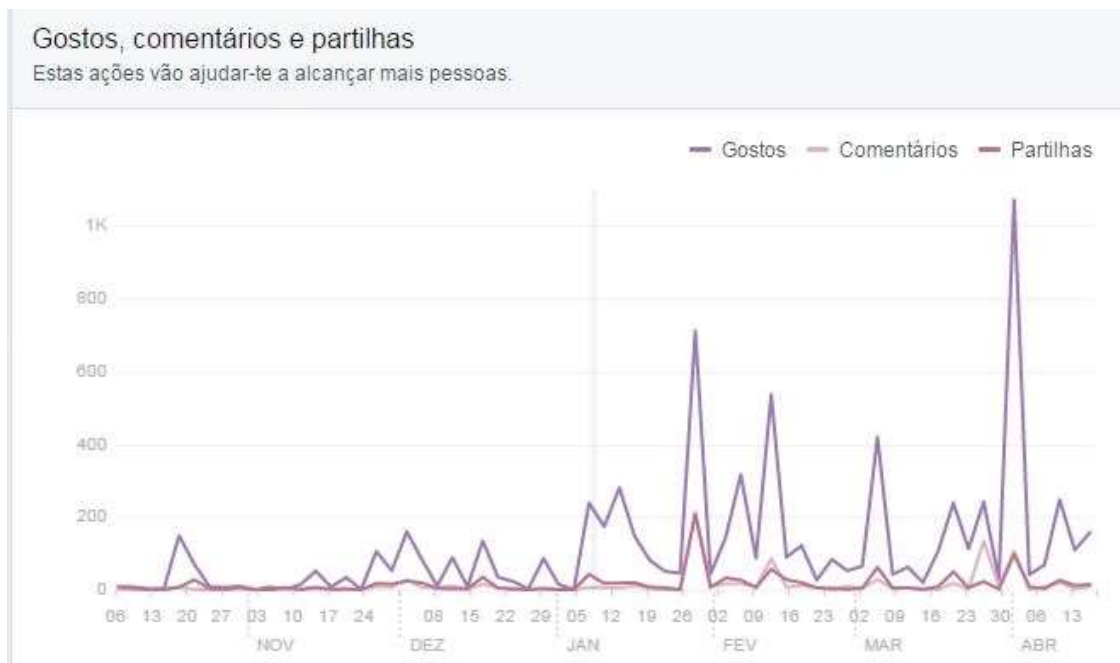 Gostos, comentários e partilhas
Estas ações vão ajudar-te a alcançar mais pessoas.
Gostos Comentários Partilhas
1K
800
600
400
200
0
06 13 20 27 03 10 17 24 08 15 22 29 05 12 19 26 02 09 16 23 02 09 16 23 30 06 13
NOV DEZ JAN FEV MAR ABR